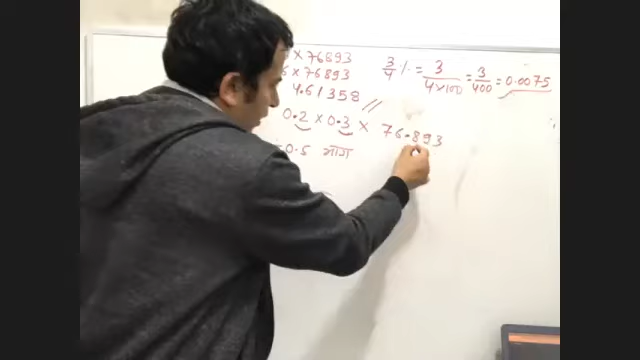 × 76893
× 76893
4.61358
0.2 × 0.3 × 76.893
0.5 भाग
3/4 % = 3/(4×100) = 3/400 = 0.0075